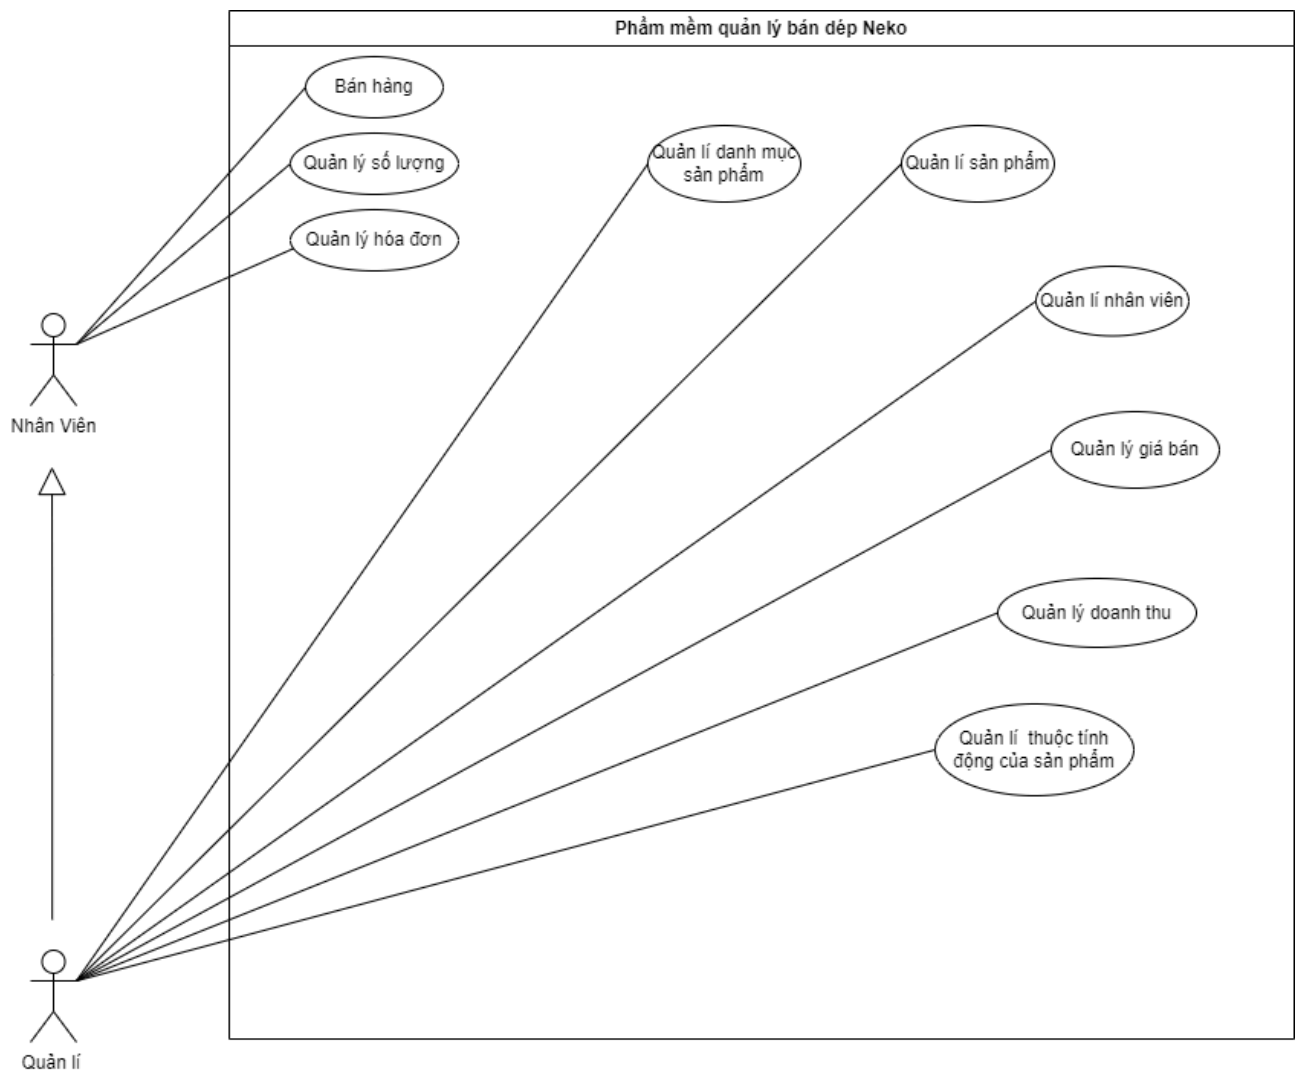 Phầm mềm quản lý bán dép Neko
Bán hàng
Quản lý số lượng
Quản lý hóa đơn
Quản lí danh mục
sản phẩm
Quản lí sản phẩm
Quản lí nhân viên
Nhân Viên
Quản lý giá bán
Quản lý doanh thu
Quản lí thuộc tính
động của sản phẩm
Quản lí